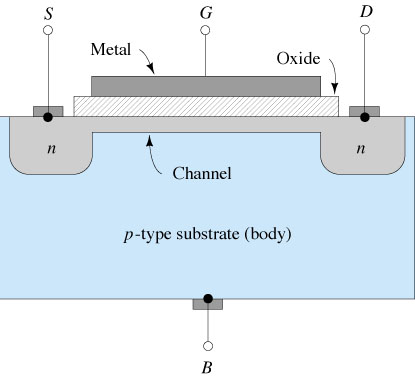 S
G
D
Metal
Oxide
n
n
Channel
p-type substrate (body)
B